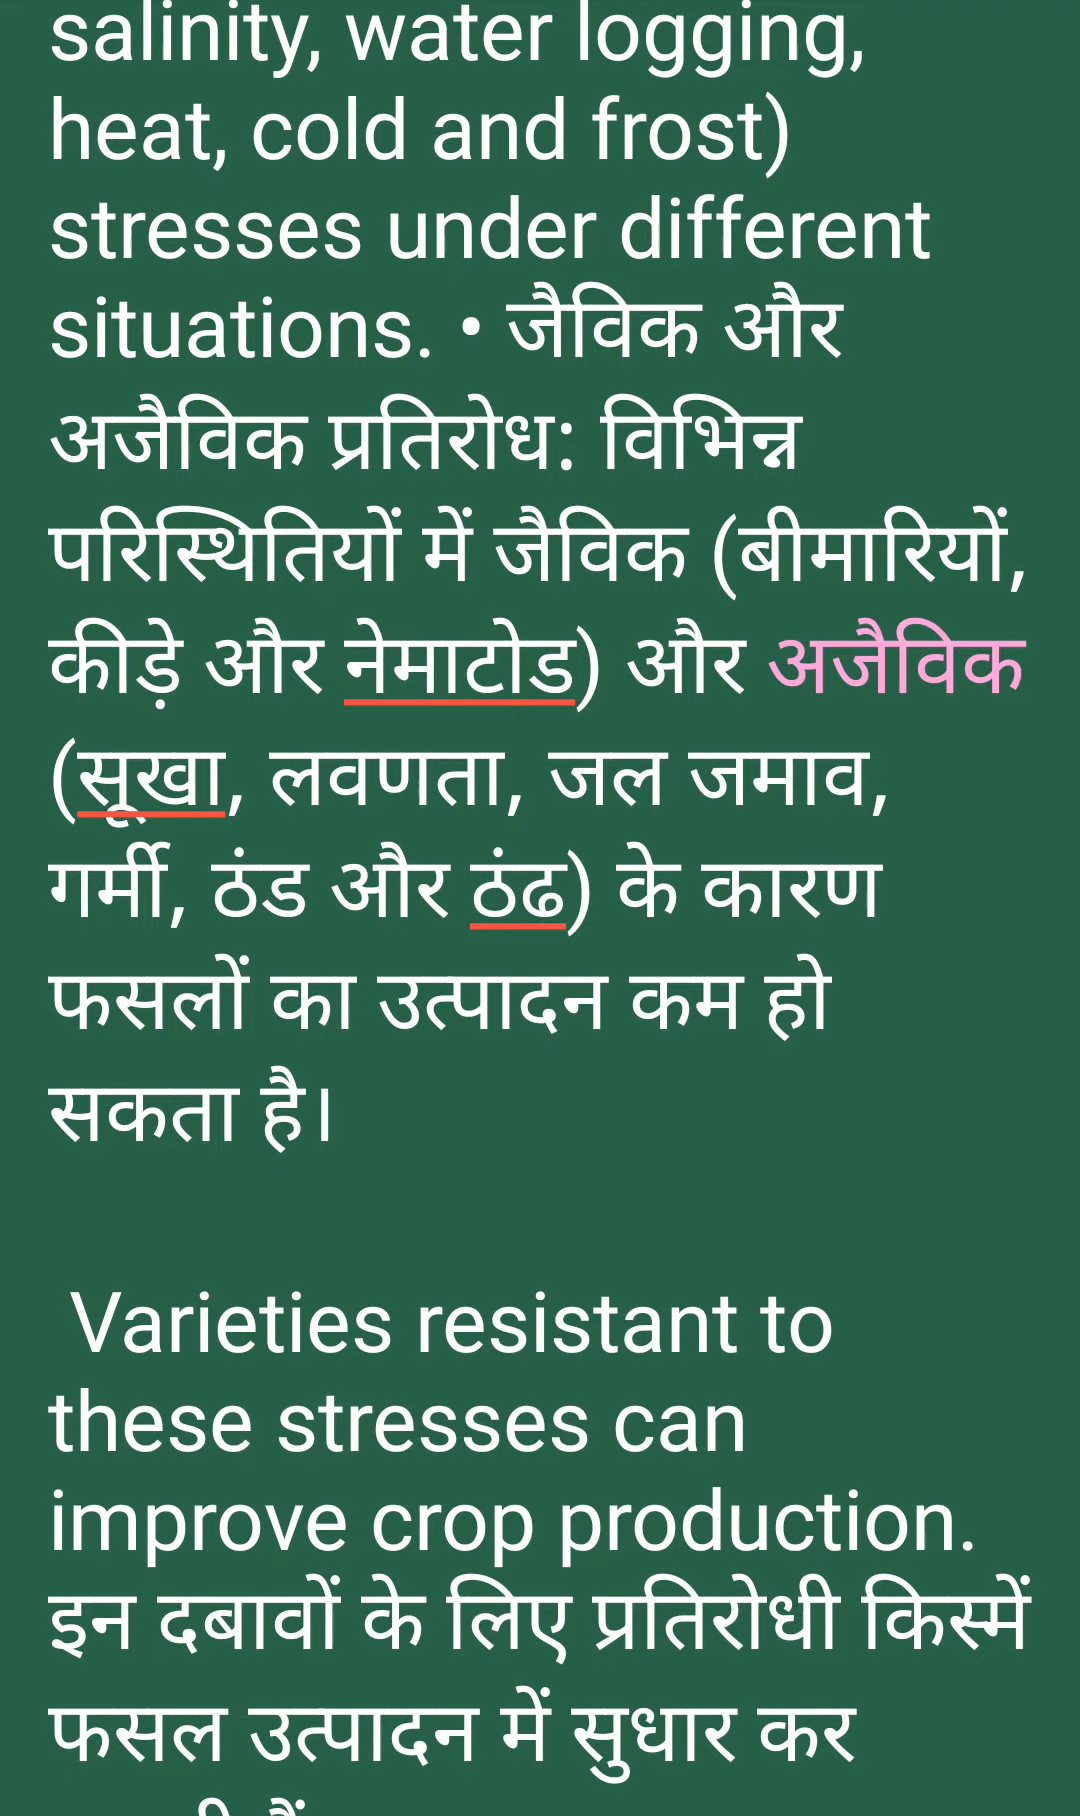 salinity, water logging,
heat, cold and frost)
stresses under different
situations. • जैविक और
अजैविक प्रतिरोध: विभिन्न
परिस्थितियों में जैविक (बीमारियों,
कीड़े और नेमाटोड) और अजैविक
(सूखा, लवणता, जल जमाव,
गर्मी, ठंड और ठंढ) के कारण
फसलों का उत्पादन कम हो
सकता है।
Varieties resistant to
these stresses can
improve crop production.
इन दबावों के लिए प्रतिरोधी किस्में
फसल उत्पादन में सुधार कर